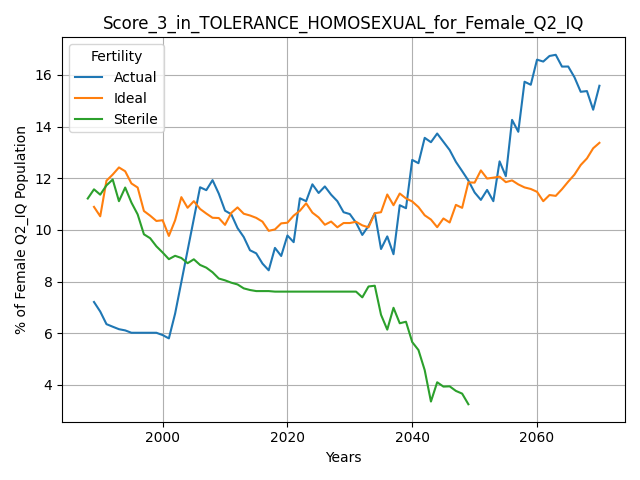 Score_3_in_TOLERANCE_HOMOSEXUAL_for_Female_Q2_IQ
Fertility
Actual
Ideal
Sterile
% of Female Q2_IQ Population
16
14
12
10
8
6
4
2000
2020
2040
2060
Years